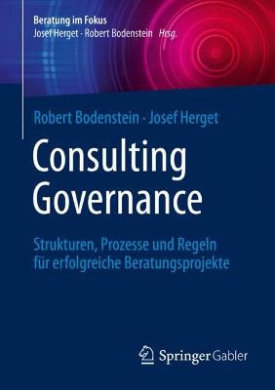 Beratung im Fokus
Josef Herget · Robert Bodenstein Hrsg.
Robert Bodenstein · Josef Herget
Consulting
Governance
Strukturen, Prozesse und Regeln
für erfolgreiche Beratungsprojekte
Springer Gabler